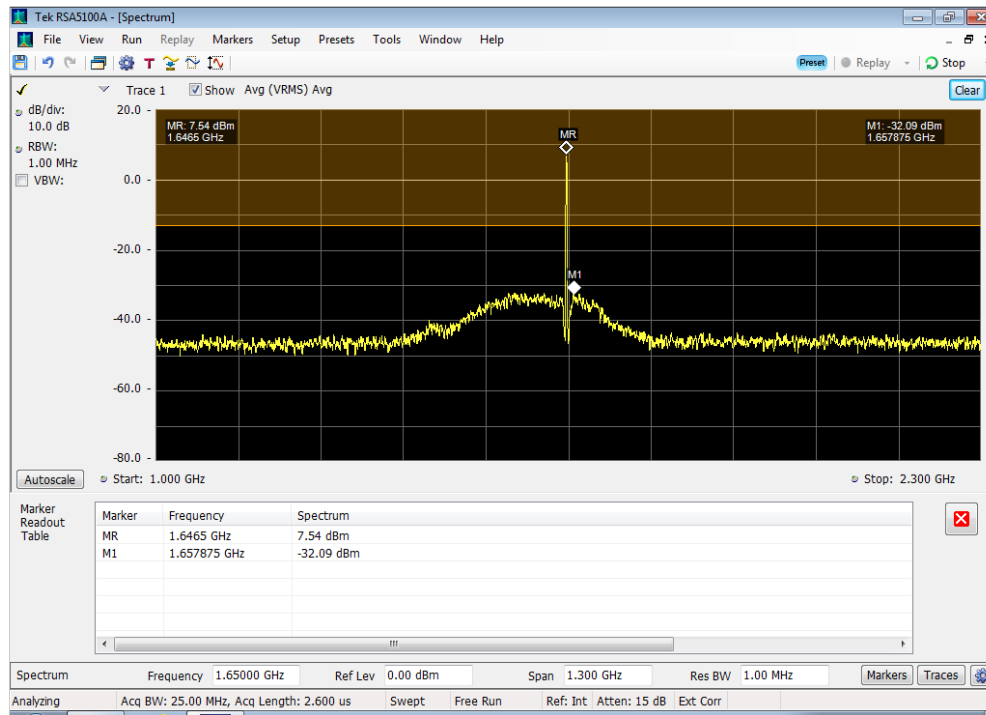 Tek RSA5100A - [Spectrum]
File View Run Replay Markers Setup Presets Tools Window Help
T Preset Replay Stop
Trace 1 Show Avg (VRMS) Avg Clear
dB/div:
10.0 dB
RBW:
1.00 MHz
VBW:
20.0
0.0
-20.0
-40.0
-60.0
-80.0
MR: 7.54 dBm
1.6465 GHz
MR
M1: -32.09 dBm
1.657875 GHz
M1
Autoscale Start: 1.000 GHz Stop: 2.300 GHz
Marker
Readout
Table
Marker Frequency Spectrum
MR 1.6465 GHz 7.54 dBm
M1 1.657875 GHz -32.09 dBm
Spectrum Frequency 1.65000 GHz Ref Lev 0.00 dBm Span 1.300 GHz Res BW 1.00 MHz Markers Traces
Analyzing Acq BW: 25.00 MHz, Acq Length: 2.600 us Swept Free Run Ref: Int Atten: 15 dB Ext Corr